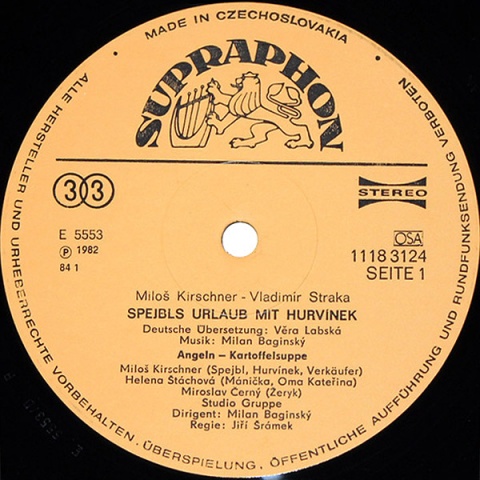 MADE IN CZECHOSLOVAKIA
ALLE HERSTELLER UND URHEBERRECHTE VORBEHALTEN. ÜBERSPIELUNG, ÖFFENTLICHE AUFFÜHRUNG UND RUNDFUNKSENDUNG VERBOTEN
SUPRAPHON
33
STEREO
E 5553
Ⓟ 1982
84 1
OSA
1118 3124
SEITE 1
Miloš Kirschner - Vladimír Straka
SPEJBLS URLAUB MIT HURVÍNEK
Deutsche Übersetzung: Věra Labská
Musik: Milan Baginský
Angeln – Kartoffelsuppe
Miloš Kirschner (Spejbl, Hurvínek, Verkäufer)
Helena Štáchová (Mánička, Oma Kateřina)
Miroslav Černý (Žeryk)
Studio Gruppe
Dirigent: Milan Baginský
Regie: Jiří Šrámek